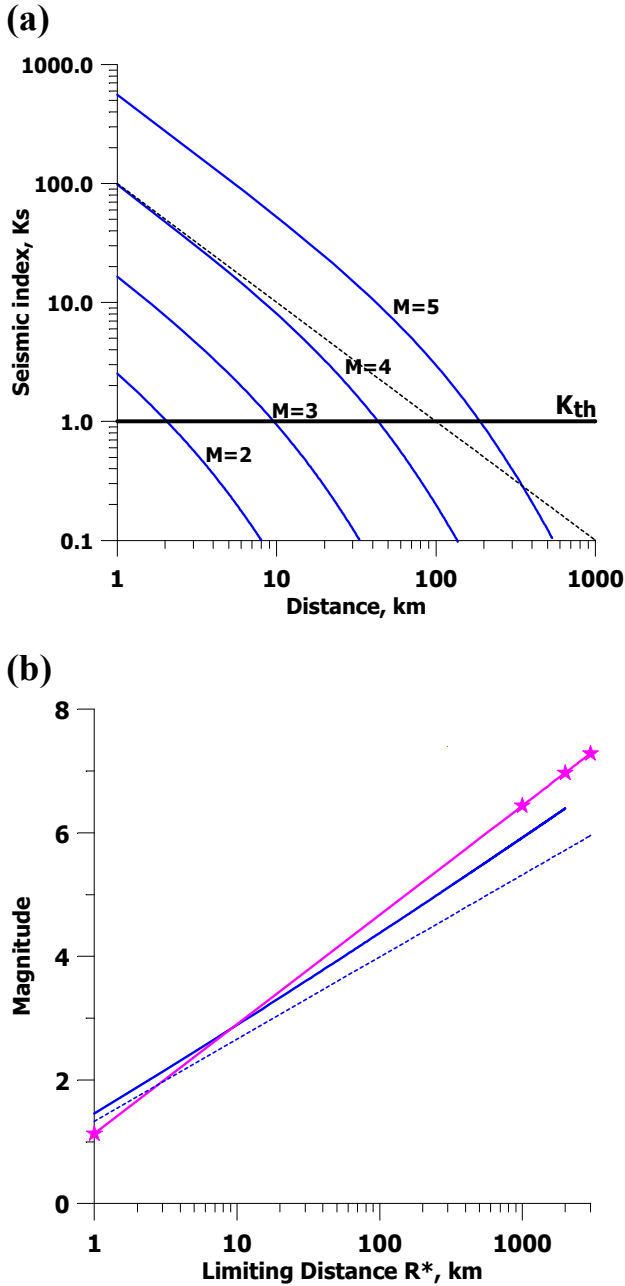 (a)
1000.0
100.0
10.0
1.0
0.1
Seismic index, Ks
M=5
M=4
M=3
M=2
Kth
1
10
100
1000
Distance, km
(b)
8
6
4
2
0
Magnitude
1
10
100
1000
Limiting Distance R*, km